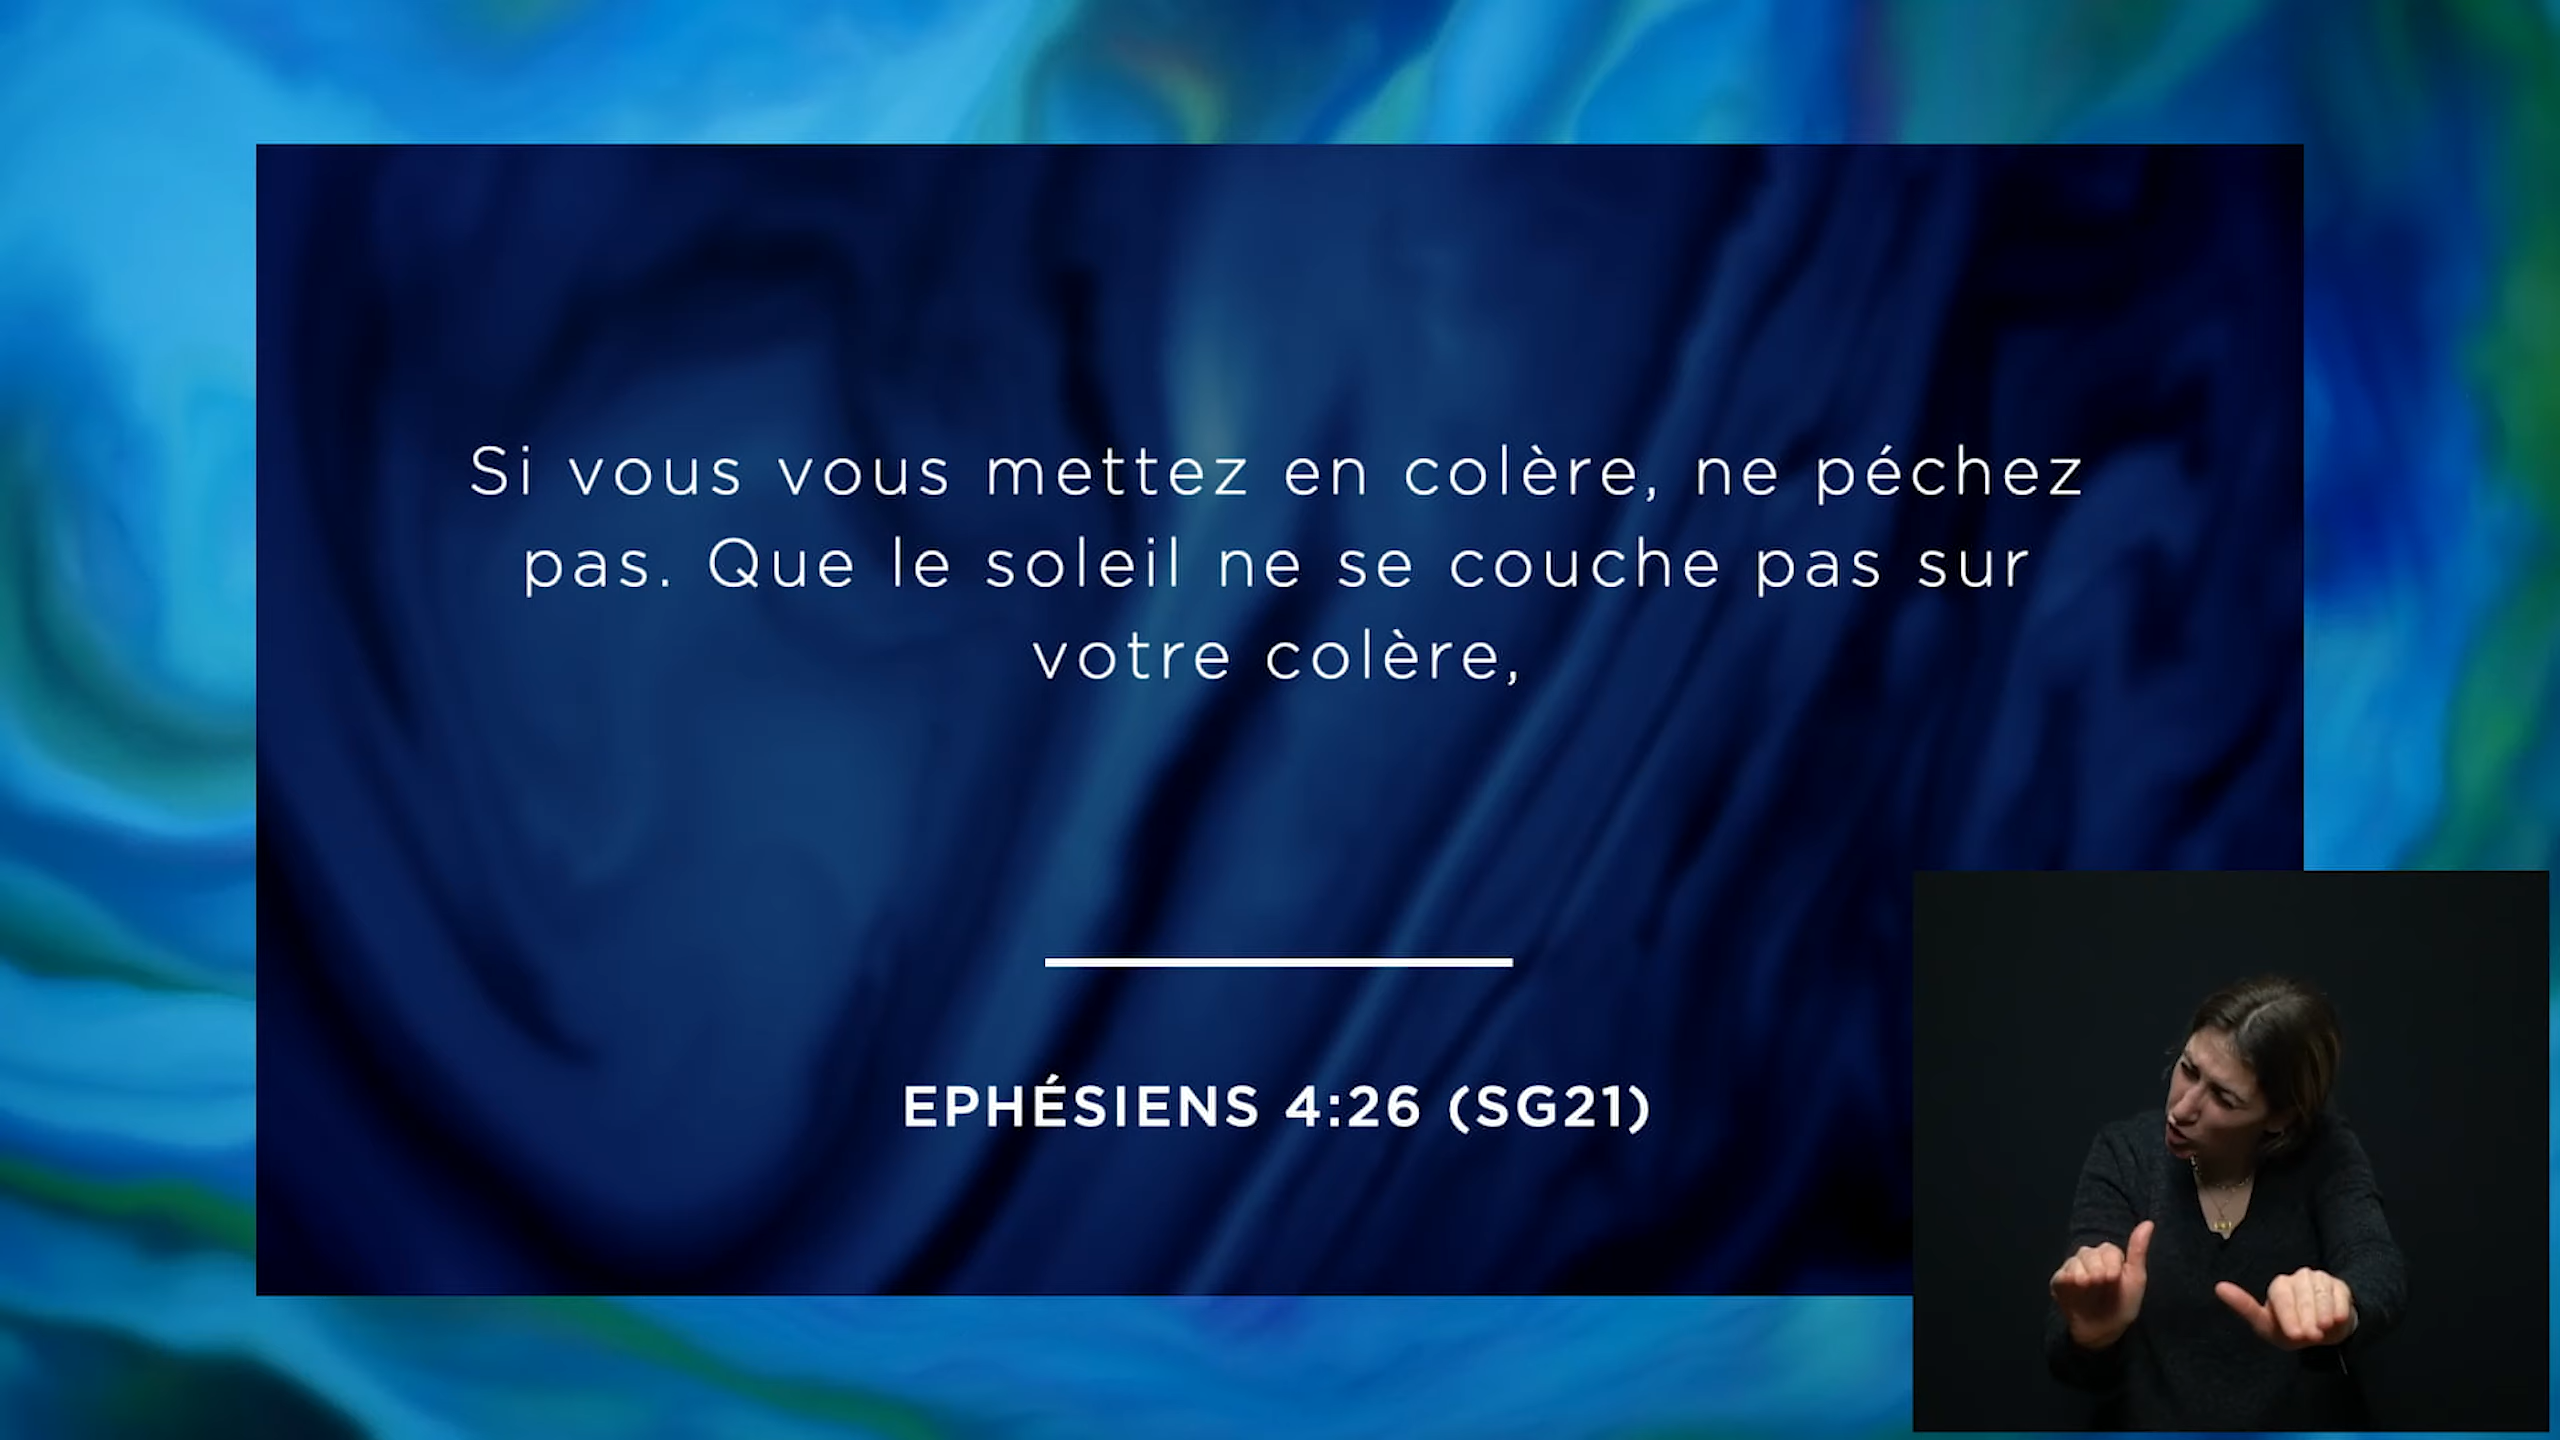 Si vous vous mettez en colère, ne péchez
pas. Que le soleil ne se couche pas sur
votre colère,
EPHÉSIENS 4:26 (SG21)